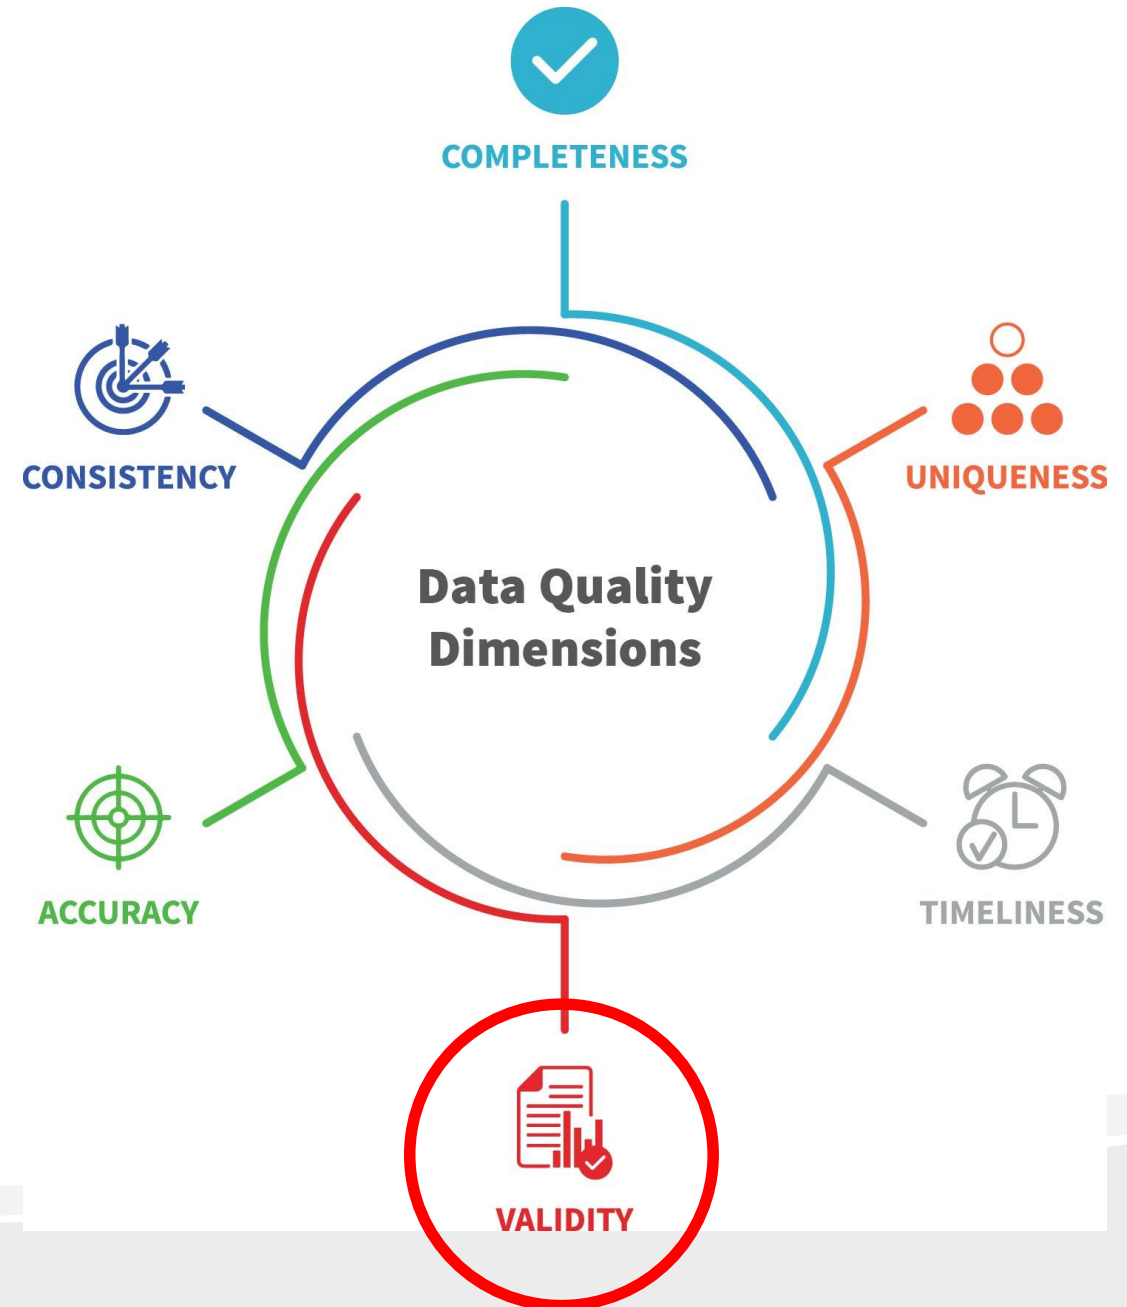 COMPLETENESS
CONSISTENCY
UNIQUENESS
Data Quality
Dimensions
ACCURACY
TIMELINESS
VALIDITY